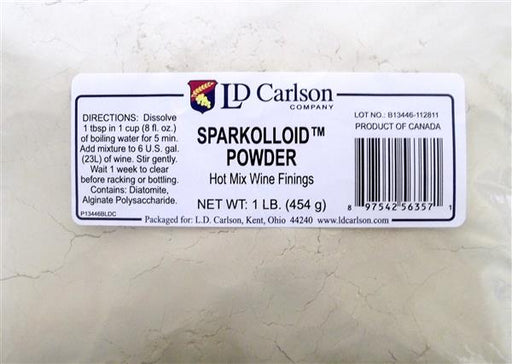 LD Carlson
COMPANY
DIRECTIONS: Dissolve
1 tbsp in 1 cup (8 fl. oz.)
of boiling water for 5 min.
Add mixture to 6 U.S. gal.
(23L) of wine. Stir gently.
Wait 1 week to clear
before racking or bottling.
Contains: Diatomite,
Alginate Polysaccharide.
P13446BLDC
SPARKOLLOID™
POWDER
Hot Mix Wine Finings
NET WT: 1 LB. (454 g)
LOT NO.: B13446-112811
PRODUCT OF CANADA
8 97542 56357 1
Packaged for: L.D. Carlson, Kent, Ohio 44240 www.ldcarlson.com